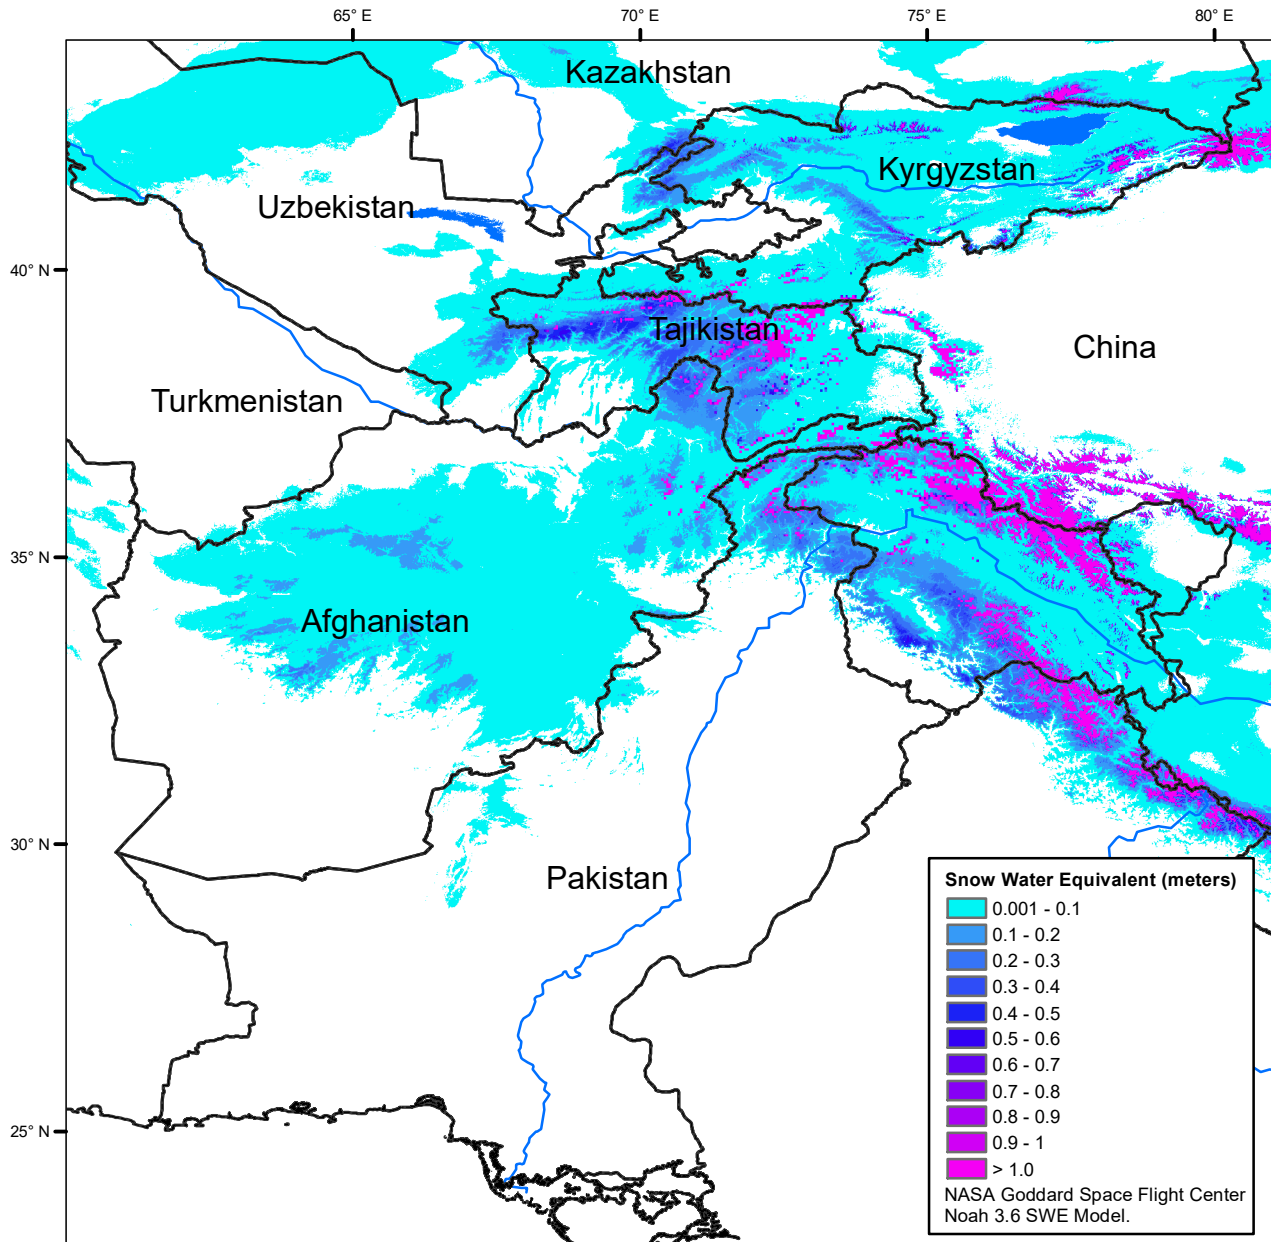 65° E
70° E
75° E
80° E
Kazakhstan
Kyrgyzstan
Uzbekistan
40° N
Tajikistan
China
Turkmenistan
35° N
Afghanistan
30° N
Pakistan
25° N
Snow Water Equivalent (meters)
0.001 - 0.1
0.1 - 0.2
0.2 - 0.3
0.3 - 0.4
0.4 - 0.5
0.5 - 0.6
0.6 - 0.7
0.7 - 0.8
0.8 - 0.9
0.9 - 1
> 1.0
NASA Goddard Space Flight Center
Noah 3.6 SWE Model.